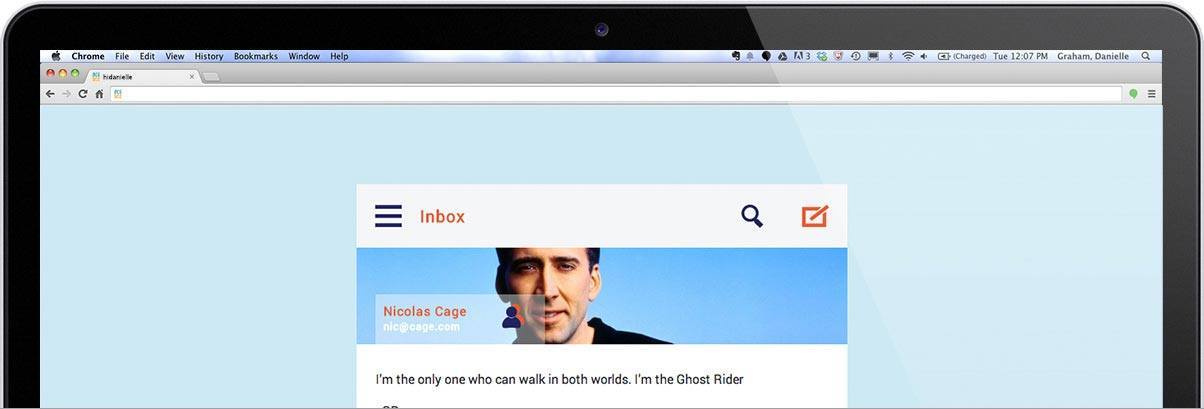 Chrome File Edit View History Bookmarks Window Help
3 (Charged) Tue 12:07 PM Graham, Danielle
hidanielle
Inbox
Nicolas Cage
nic@cage.com
I'm the only one who can walk in both worlds. I'm the Ghost Rider